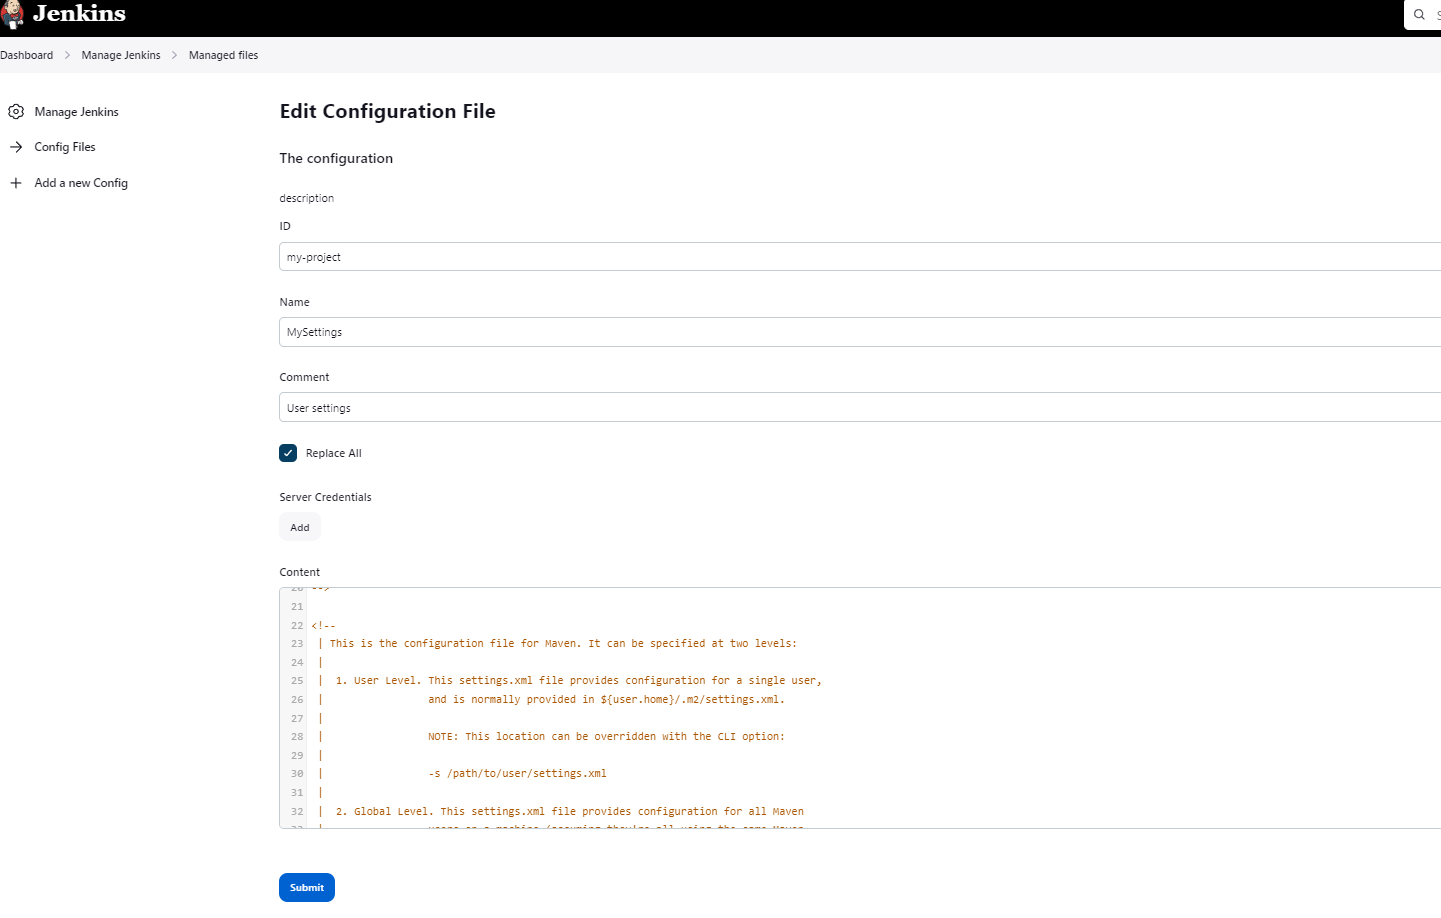 Jenkins
Dashboard > Manage Jenkins > Managed files
Manage Jenkins
Config Files
Add a new Config
Edit Configuration File
The configuration
description
ID
my-project
Name
MySettings
Comment
User settings
Replace All
Server Credentials
Add
Content
21
22 <!--
23 | This is the configuration file for Maven. It can be specified at two levels:
24 |
25 | 1. User Level. This settings.xml file provides configuration for a single user,
26 | and is normally provided in ${user.home}/.m2/settings.xml.
27 |
28 | NOTE: This location can be overridden with the CLI option:
29 |
30 | -s /path/to/user/settings.xml
31 |
32 | 2. Global Level. This settings.xml file provides configuration for all Maven
Submit